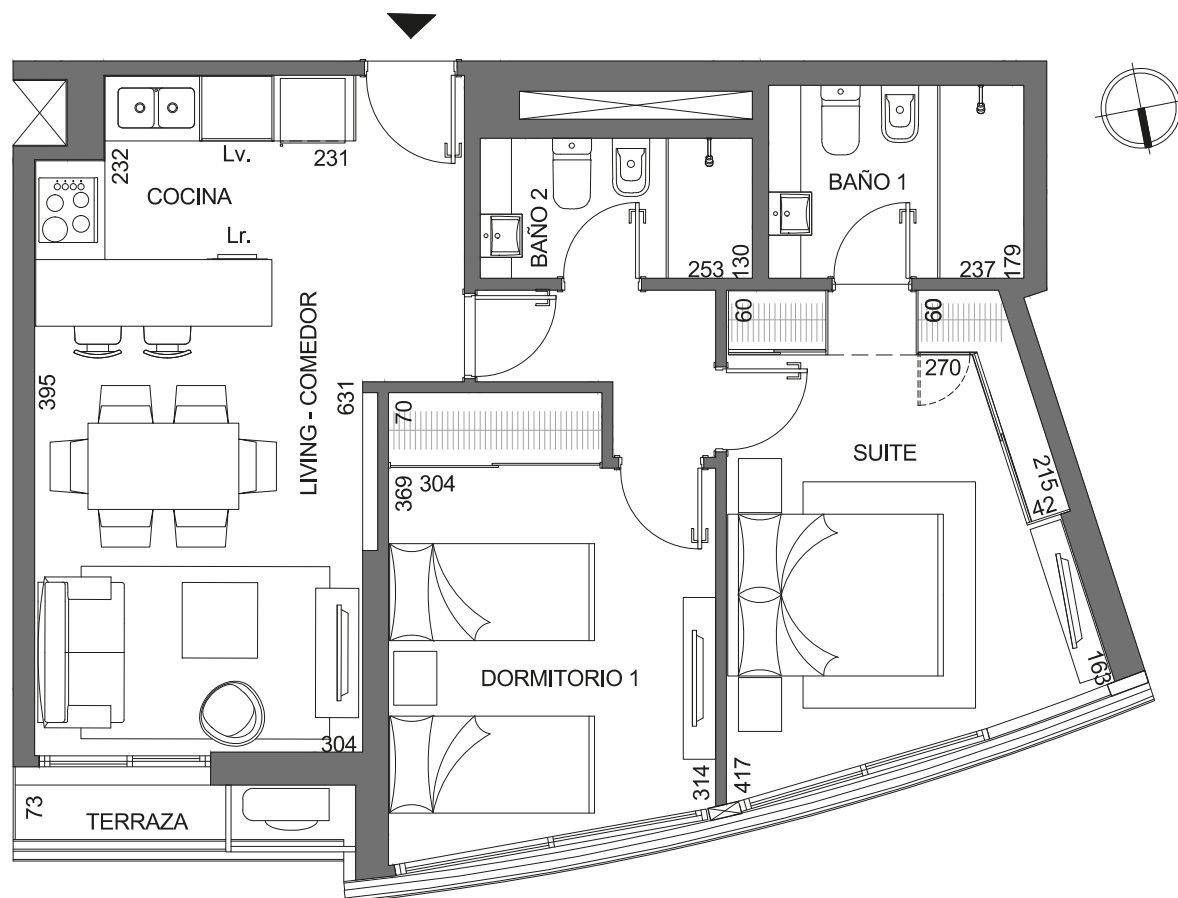 232
Lv.
231
COCINA
Lr.
BAÑO 2
253
130
BAÑO 1
237
179
60
60
270
395
LIVING - COMEDOR
631
70
369
304
SUITE
215
42
DORMITORIO 1
163
304
314
417
73
TERRAZA